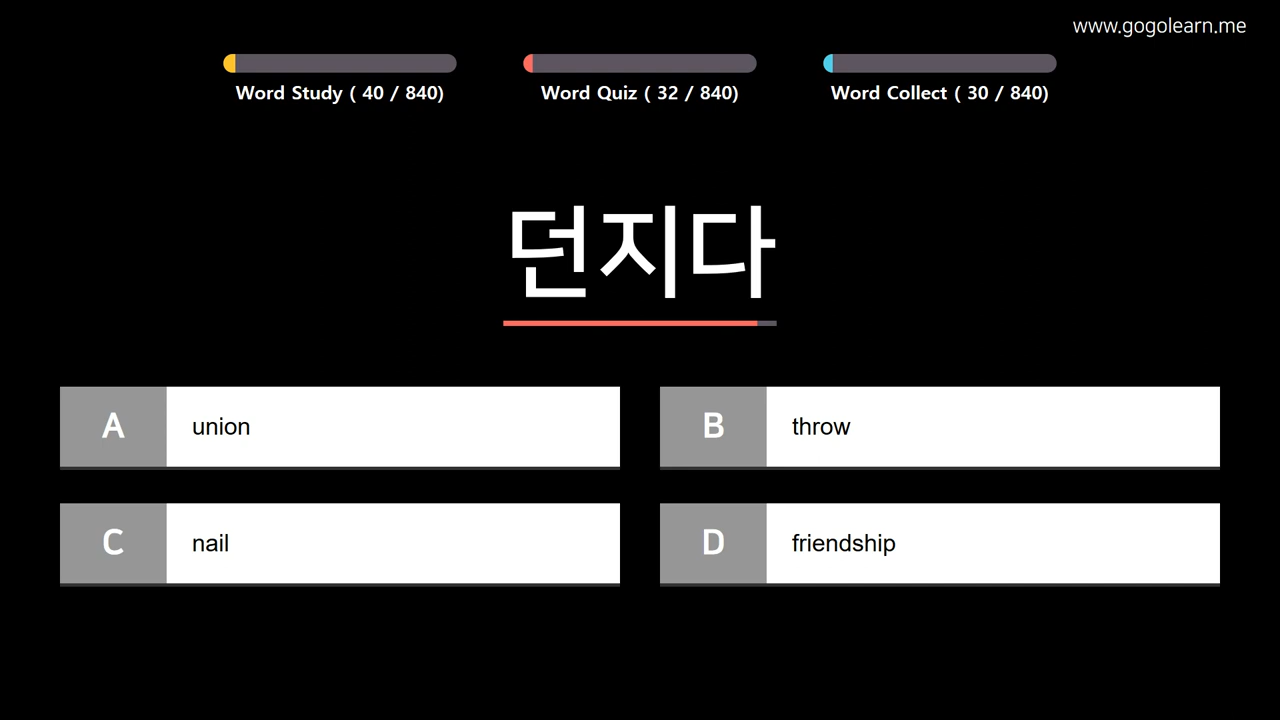 www.gogolearn.me
Word Study ( 40 / 840)
Word Quiz ( 32 / 840)
Word Collect ( 30 / 840)
던지다
A union
B throw
C nail
D friendship